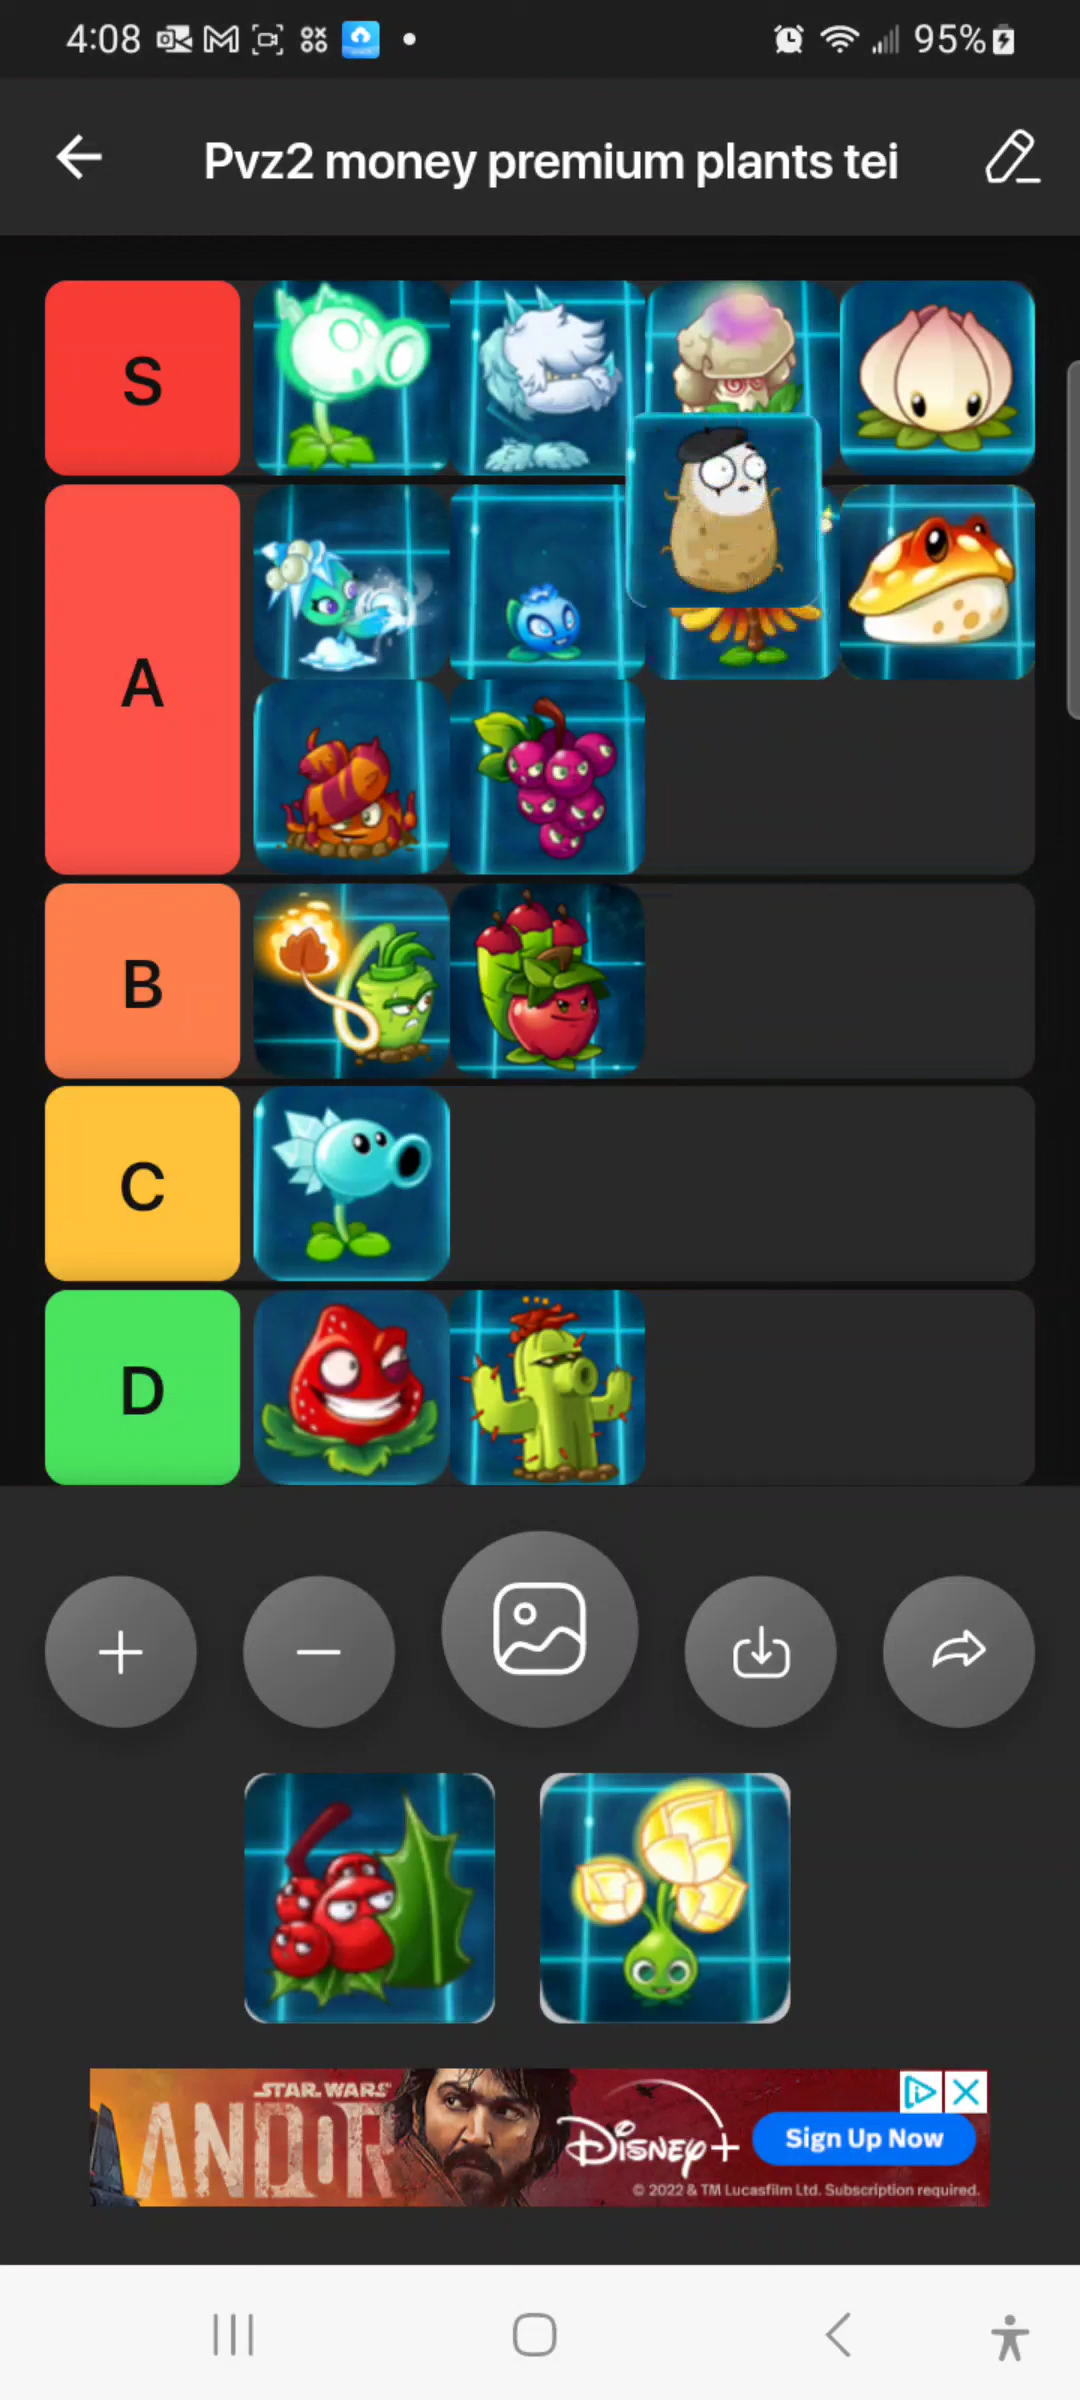 4:08
95%
Pvz2 money premium plants tei
S
A
B
C
D
STAR WARS
ANDOR
Disney+
Sign Up Now
© 2022 & TM Lucasfilm Ltd. Subscription required.